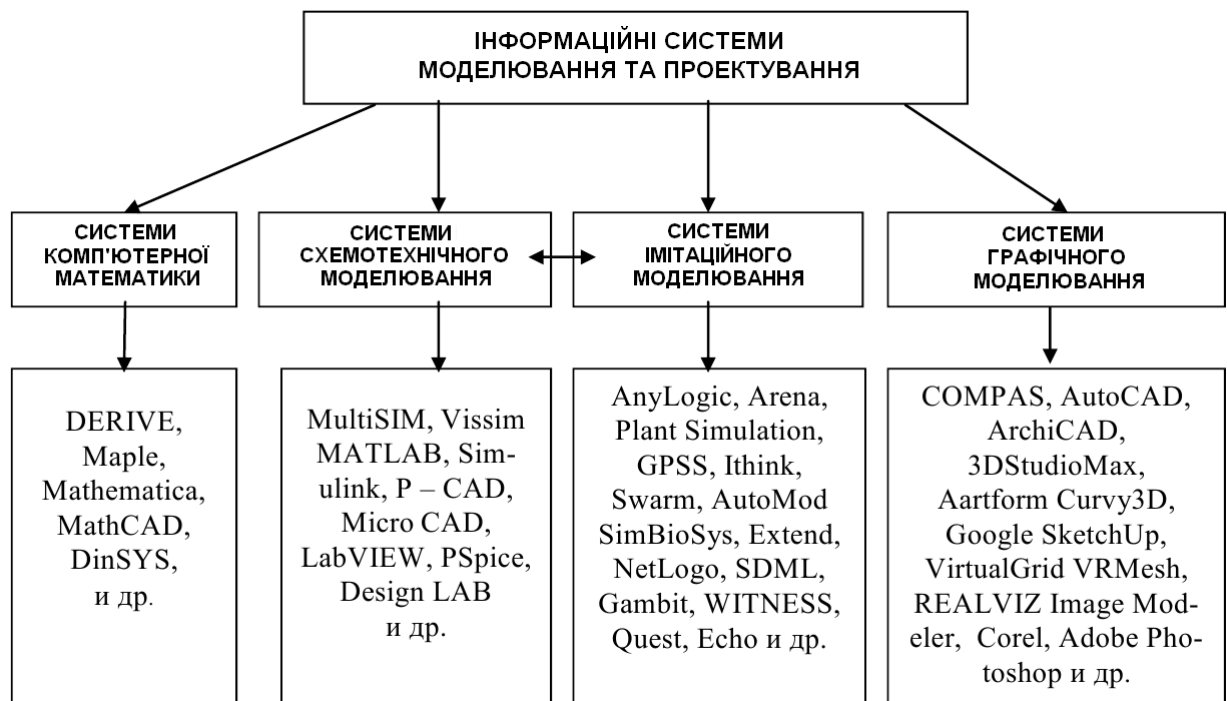 ІНФОРМАЦІЙНІ СИСТЕМИ
МОДЕЛЮВАННЯ ТА ПРОЕКТУВАННЯ
СИСТЕМИ
КОМП'ЮТЕРНОЇ
МАТЕМАТИКИ
СИСТЕМИ
СХЕМОТЕХНІЧНОГО
МОДЕЛЮВАННЯ
СИСТЕМИ
ІМІТАЦІЙНОГО
МОДЕЛЮВАННЯ
СИСТЕМИ
ГРАФІЧНОГО
МОДЕЛЮВАННЯ
DERIVE,
Maple,
Mathematica,
MathCAD,
DinSYS,
и др.
MultiSIM, Vissim
MATLAB, Sim-
ulink, P – CAD,
Micro CAD,
LabVIEW, PSpice,
Design LAB
и др.
AnyLogic, Arena,
Plant Simulation,
GPSS, Ithink,
Swarm, AutoMod
SimBioSys, Extend,
NetLogo, SDML,
Gambit, WITNESS,
Quest, Echo и др.
COMPAS, AutoCAD,
ArchiCAD,
3DStudioMax,
Aartform Curvy3D,
Google SketchUp,
VirtualGrid VRMesh,
REALVIZ Image Mod-
eler, Corel, Adobe Pho-
toshop и др.